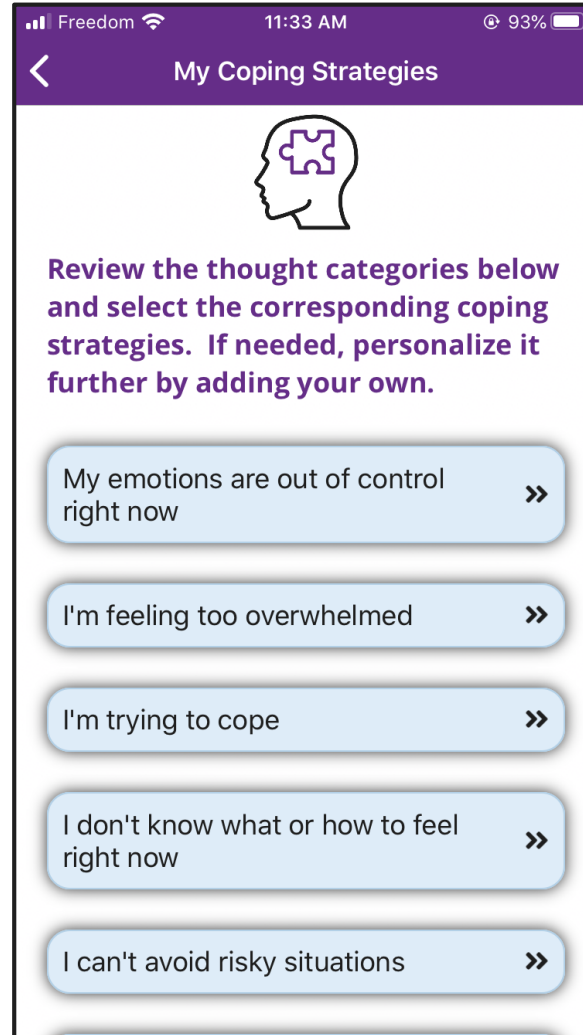 Freedom 11:33 AM 93%
My Coping Strategies
Review the thought categories below
and select the corresponding coping
strategies.  If needed, personalize it
further by adding your own.
My emotions are out of control
right now
I'm feeling too overwhelmed
I'm trying to cope
I don't know what or how to feel
right now
I can't avoid risky situations